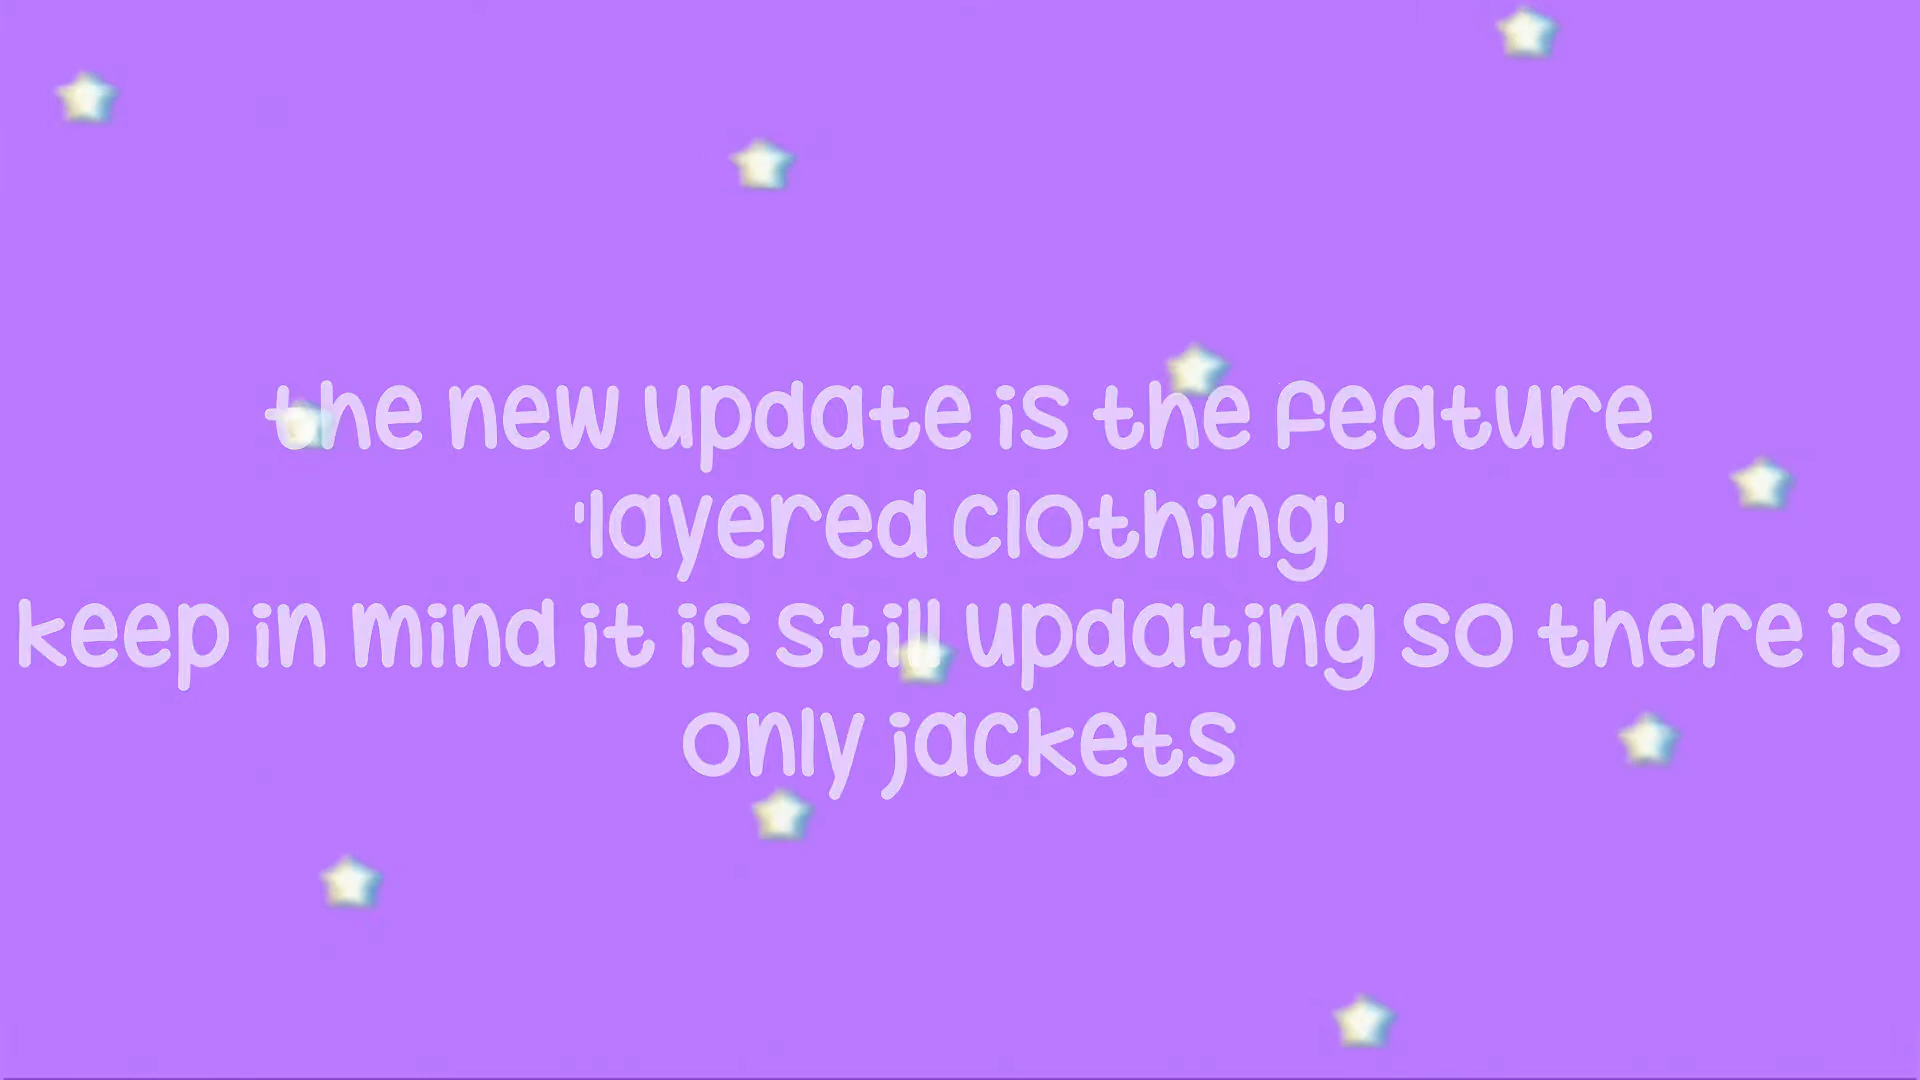 the new update is the feature
'layered clothing'
keep in mind it is still updating so there is
only jackets